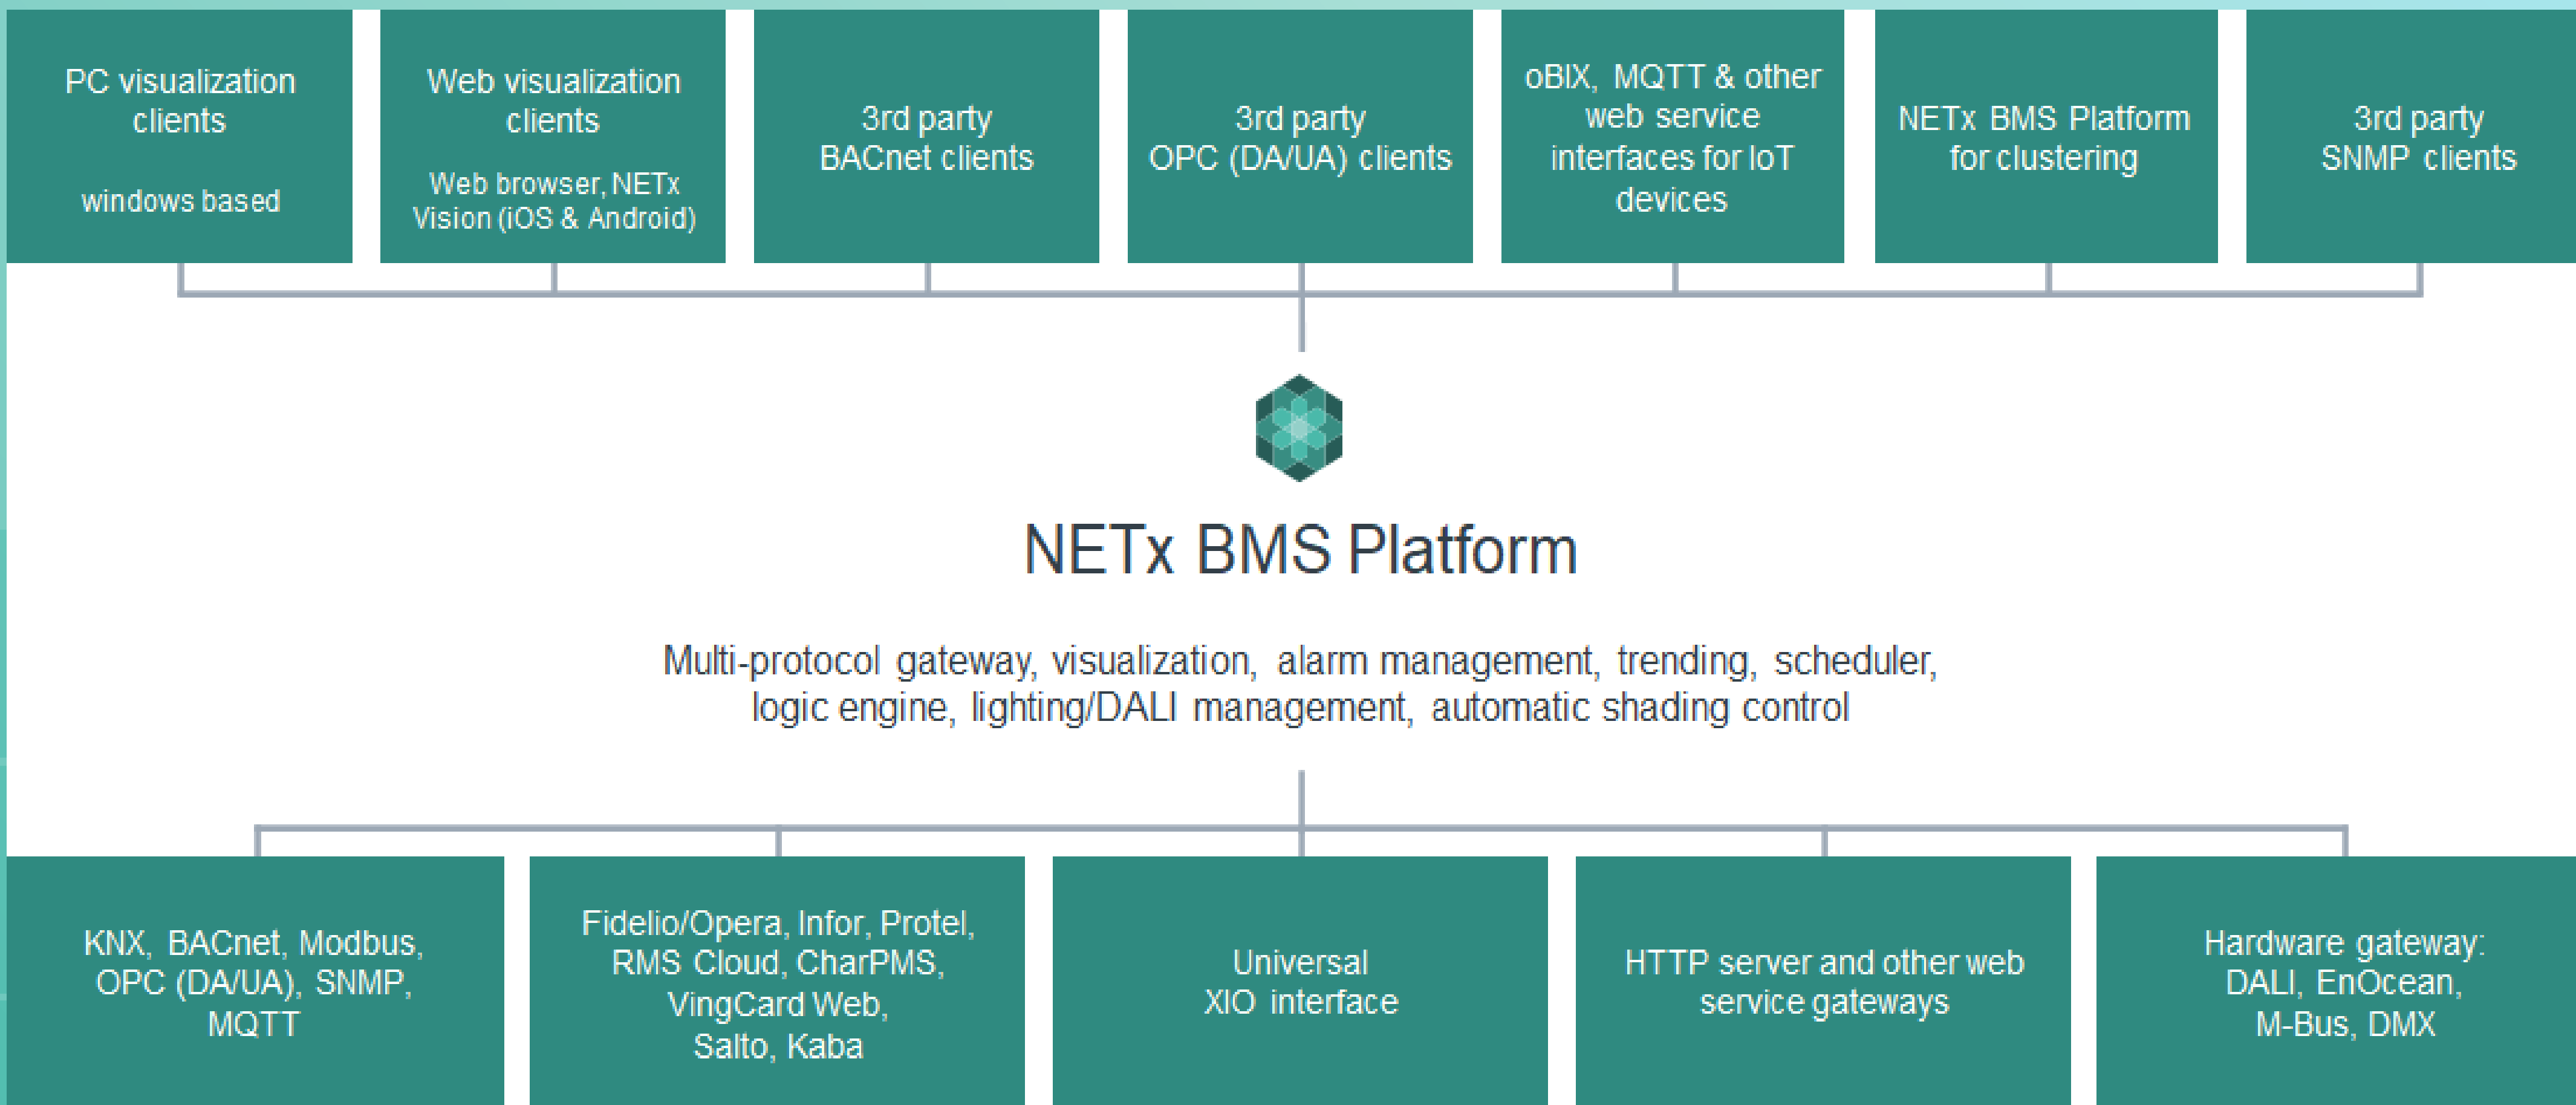 PC visualization
clients
windows based
Web visualization
clients
Web browser, NETx
Vision (iOS & Android)
3rd party
BACnet clients
3rd party
OPC (DA/UA) clients
oBIX, MQTT & other
web service
interfaces for IoT
devices
NETx BMS Platform
for clustering
3rd party
SNMP clients
NETx BMS Platform
Multi-protocol gateway, visualization, alarm management, trending, scheduler,
logic engine, lighting/DALI management, automatic shading control
KNX, BACnet, Modbus,
OPC (DA/UA), SNMP,
MQTT
Fidelio/Opera, Infor, Protel,
RMS Cloud, CharPMS,
VingCard Web,
Salto, Kaba
Universal
XIO interface
HTTP server and other web
service gateways
Hardware gateway:
DALI, EnOcean,
M-Bus, DMX